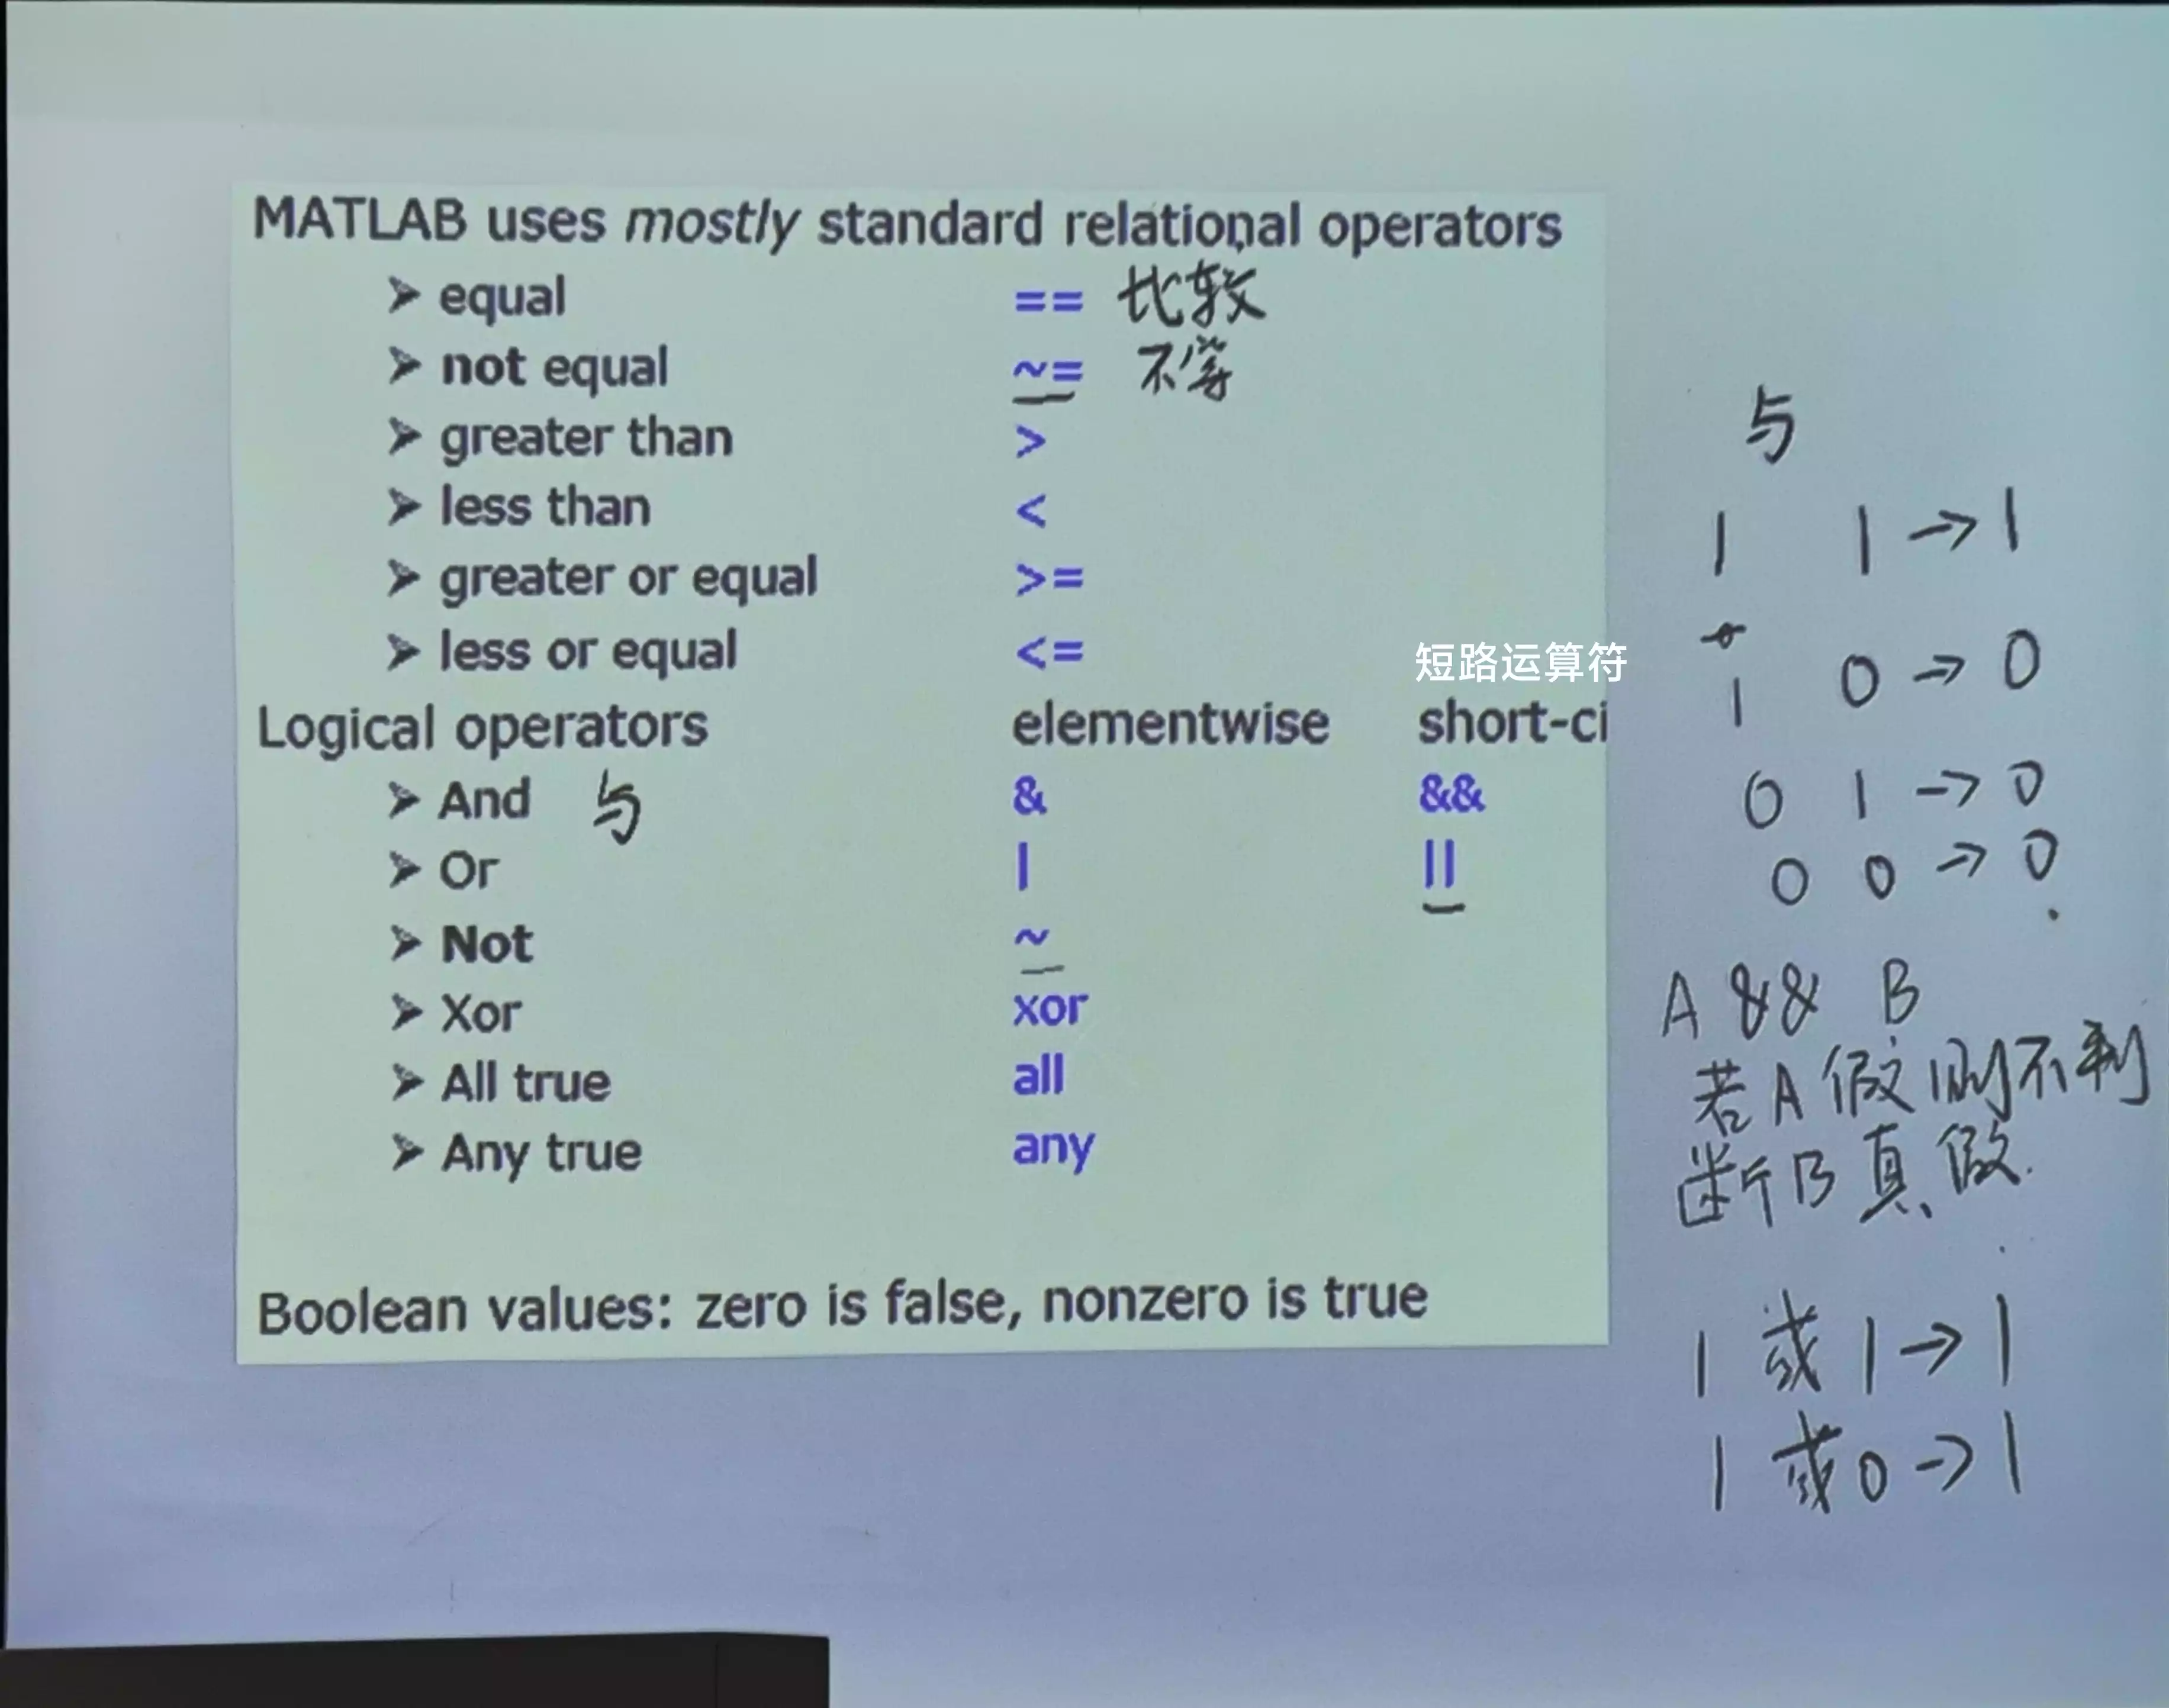 MATLAB uses mostly standard relational operators
➢ equal == 比较
➢ not equal ~= 不等
➢ greater than >
➢ less than <
➢ greater or equal >=
➢ less or equal <=
短路运算符
Logical operators elementwise short-ci
➢ And 与 & &&
➢ Or | ||
➢ Not ~
➢ Xor xor
➢ All true all
➢ Any true any
Boolean values: zero is false, nonzero is true
与
1 1 → 1
1 0 → 0
0 1 → 0
0 0 → 0
A && B
若A假则不判
断B真假.
1 或 1 → 1
1 或 0 → 1